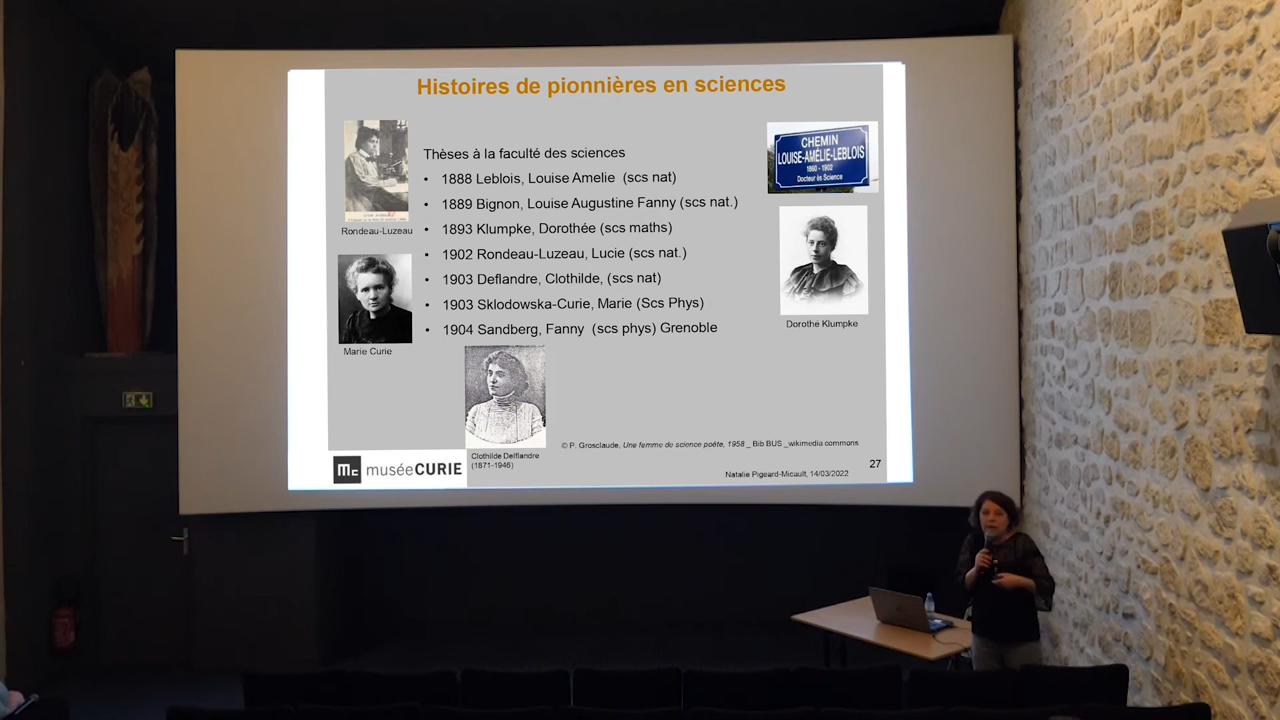 Histoires de pionnières en sciences
Thèses à la faculté des sciences
• 1888 Leblois, Louise Amelie (scs nat)
• 1889 Bignon, Louise Augustine Fanny (scs nat.)
• 1893 Klumpke, Dorothée (scs maths)
• 1902 Rondeau-Luzeau, Lucie (scs nat.)
• 1903 Deflandre, Clothilde, (scs nat)
• 1903 Sklodowska-Curie, Marie (Scs Phys)
• 1904 Sandberg, Fanny (scs phys) Grenoble
Rondeau-Luzeau
Marie Curie
CHEMIN
LOUISE-AMÉLIE-LEBLOIS
1860 - 1902
Docteur ès Science
Dorothé Klumpke
Clothilde Delflandre
(1871-1946)
© P. Grosclaude, Une femme de science poète, 1958 _ Bib BUS _wikimedia commons
Mc muséeCURIE
Natalie Pigeard-Micault, 14/03/2022
27